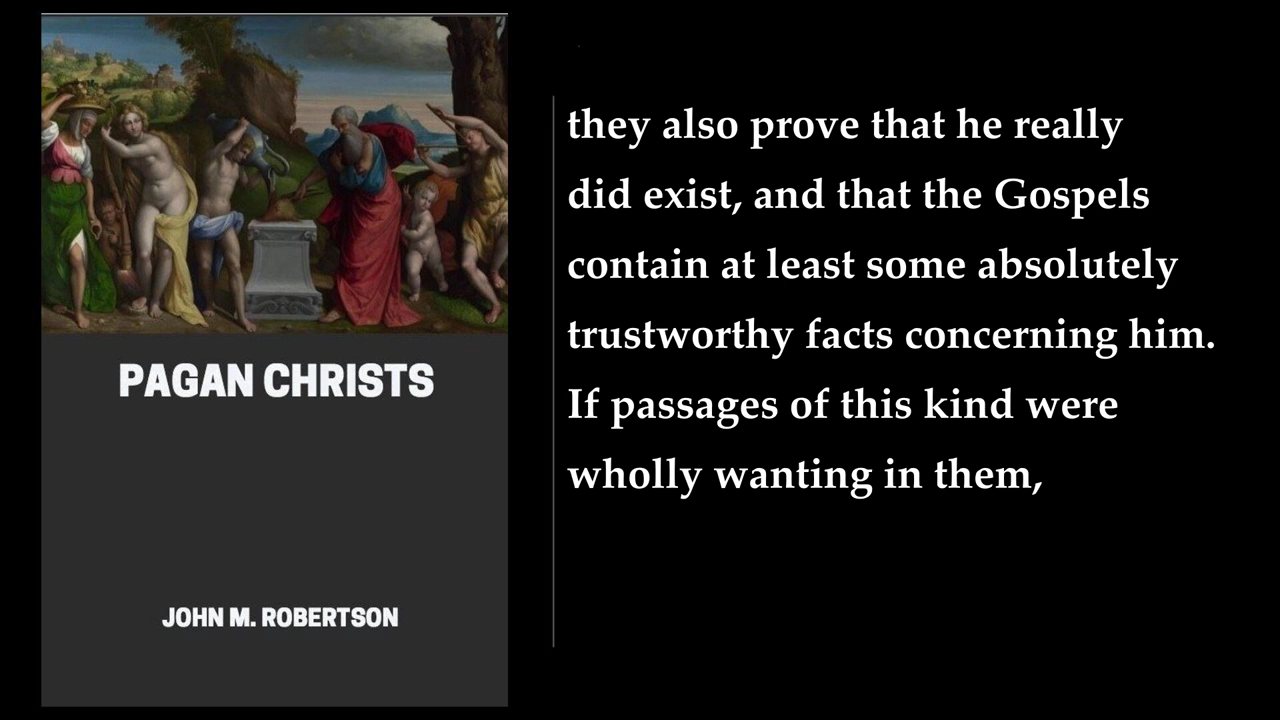 PAGAN CHRISTS
JOHN M. ROBERTSON
they also prove that he really
did exist, and that the Gospels
contain at least some absolutely
trustworthy facts concerning him.
If passages of this kind were
wholly wanting in them,